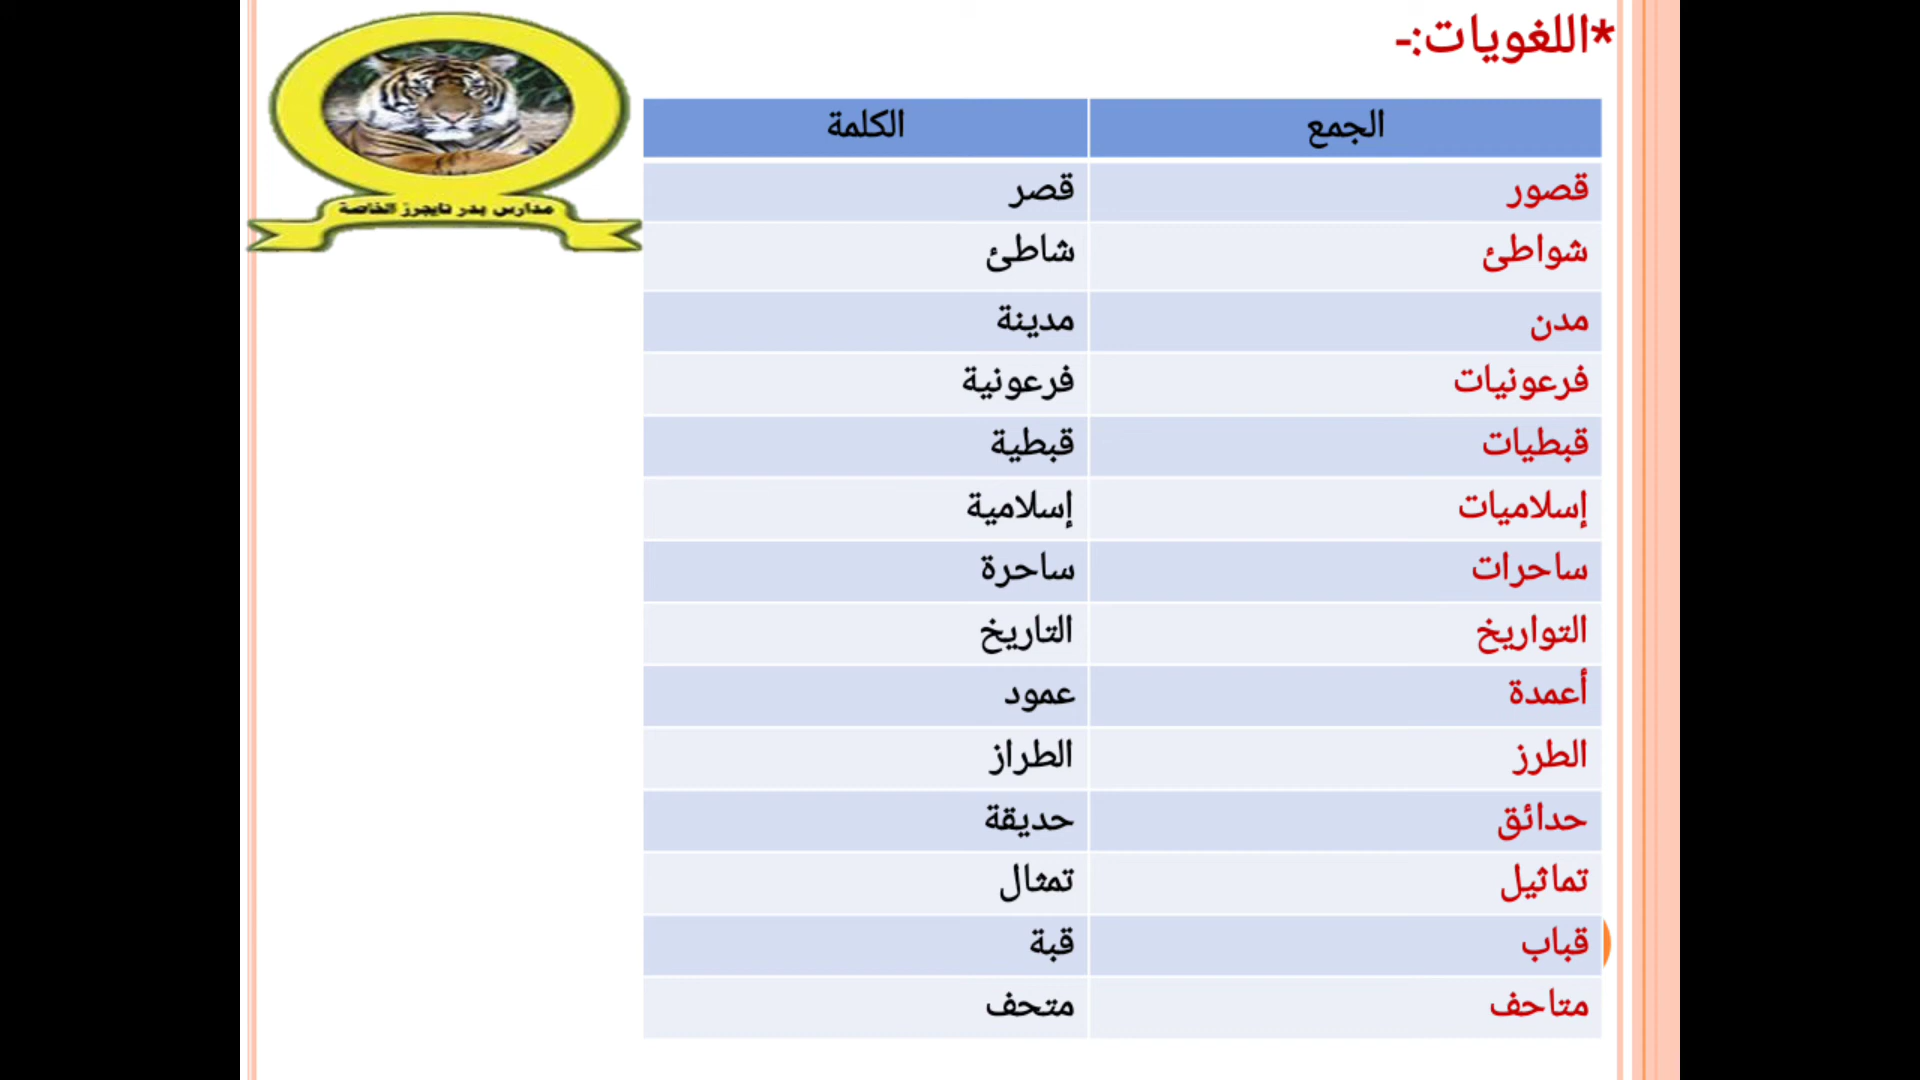 *اللغويات:-
مدارس بدر تايجرز الخاصة
الجمع الكلمة
قصور قصر
شواطئ شاطئ
مدن مدينة
فرعونيات فرعونية
قبطيات قبطية
إسلاميات إسلامية
ساحرات ساحرة
التواريخ التاريخ
أعمدة عمود
الطرز الطراز
حدائق حديقة
تماثيل تمثال
قباب قبة
متاحف متحف